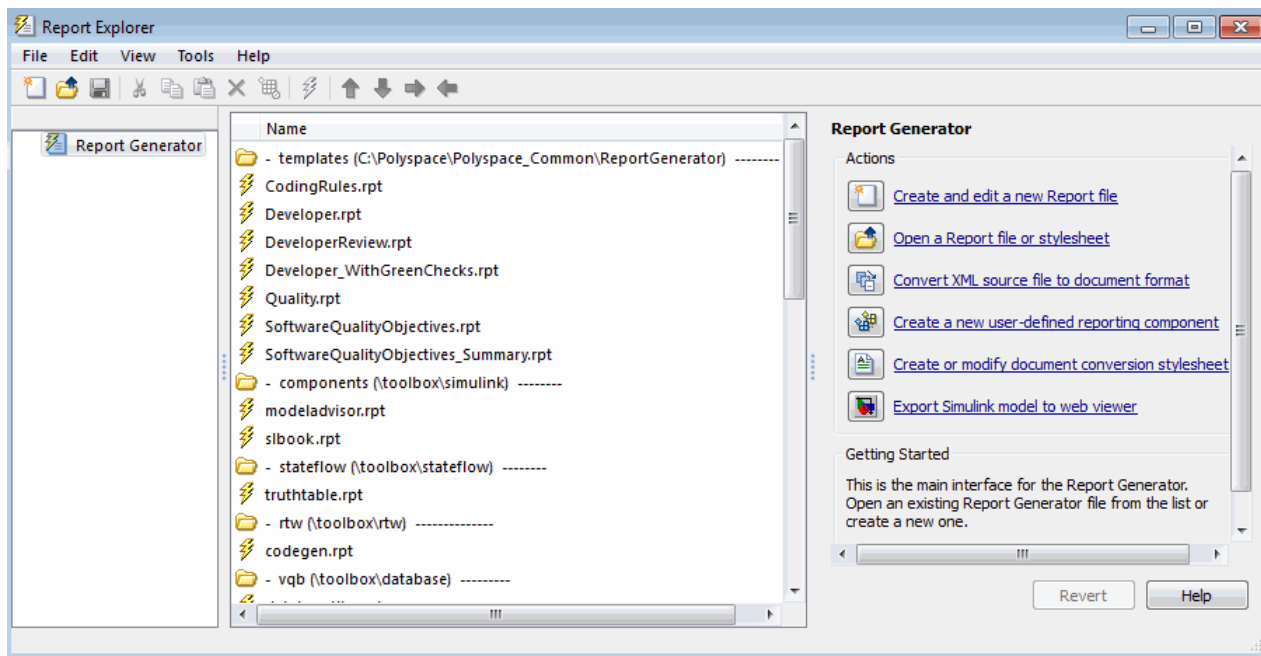 Report Explorer
File Edit View Tools Help
Report Generator
Name
- templates (C:\Polyspace\Polyspace_Common\ReportGenerator) --------
CodingRules.rpt
Developer.rpt
DeveloperReview.rpt
Developer_WithGreenChecks.rpt
Quality.rpt
SoftwareQualityObjectives.rpt
SoftwareQualityObjectives_Summary.rpt
- components (\toolbox\simulink) --------
modeladvisor.rpt
slbook.rpt
- stateflow (\toolbox\stateflow) --------
truthtable.rpt
- rtw (\toolbox\rtw) --------------
codegen.rpt
- vqb (\toolbox\database) ---------
Report Generator
Actions
Create and edit a new Report file
Open a Report file or stylesheet
Convert XML source file to document format
Create a new user-defined reporting component
Create or modify document conversion stylesheet
Export Simulink model to web viewer
Getting Started
This is the main interface for the Report Generator.
Open an existing Report Generator file from the list or
create a new one.
Revert Help